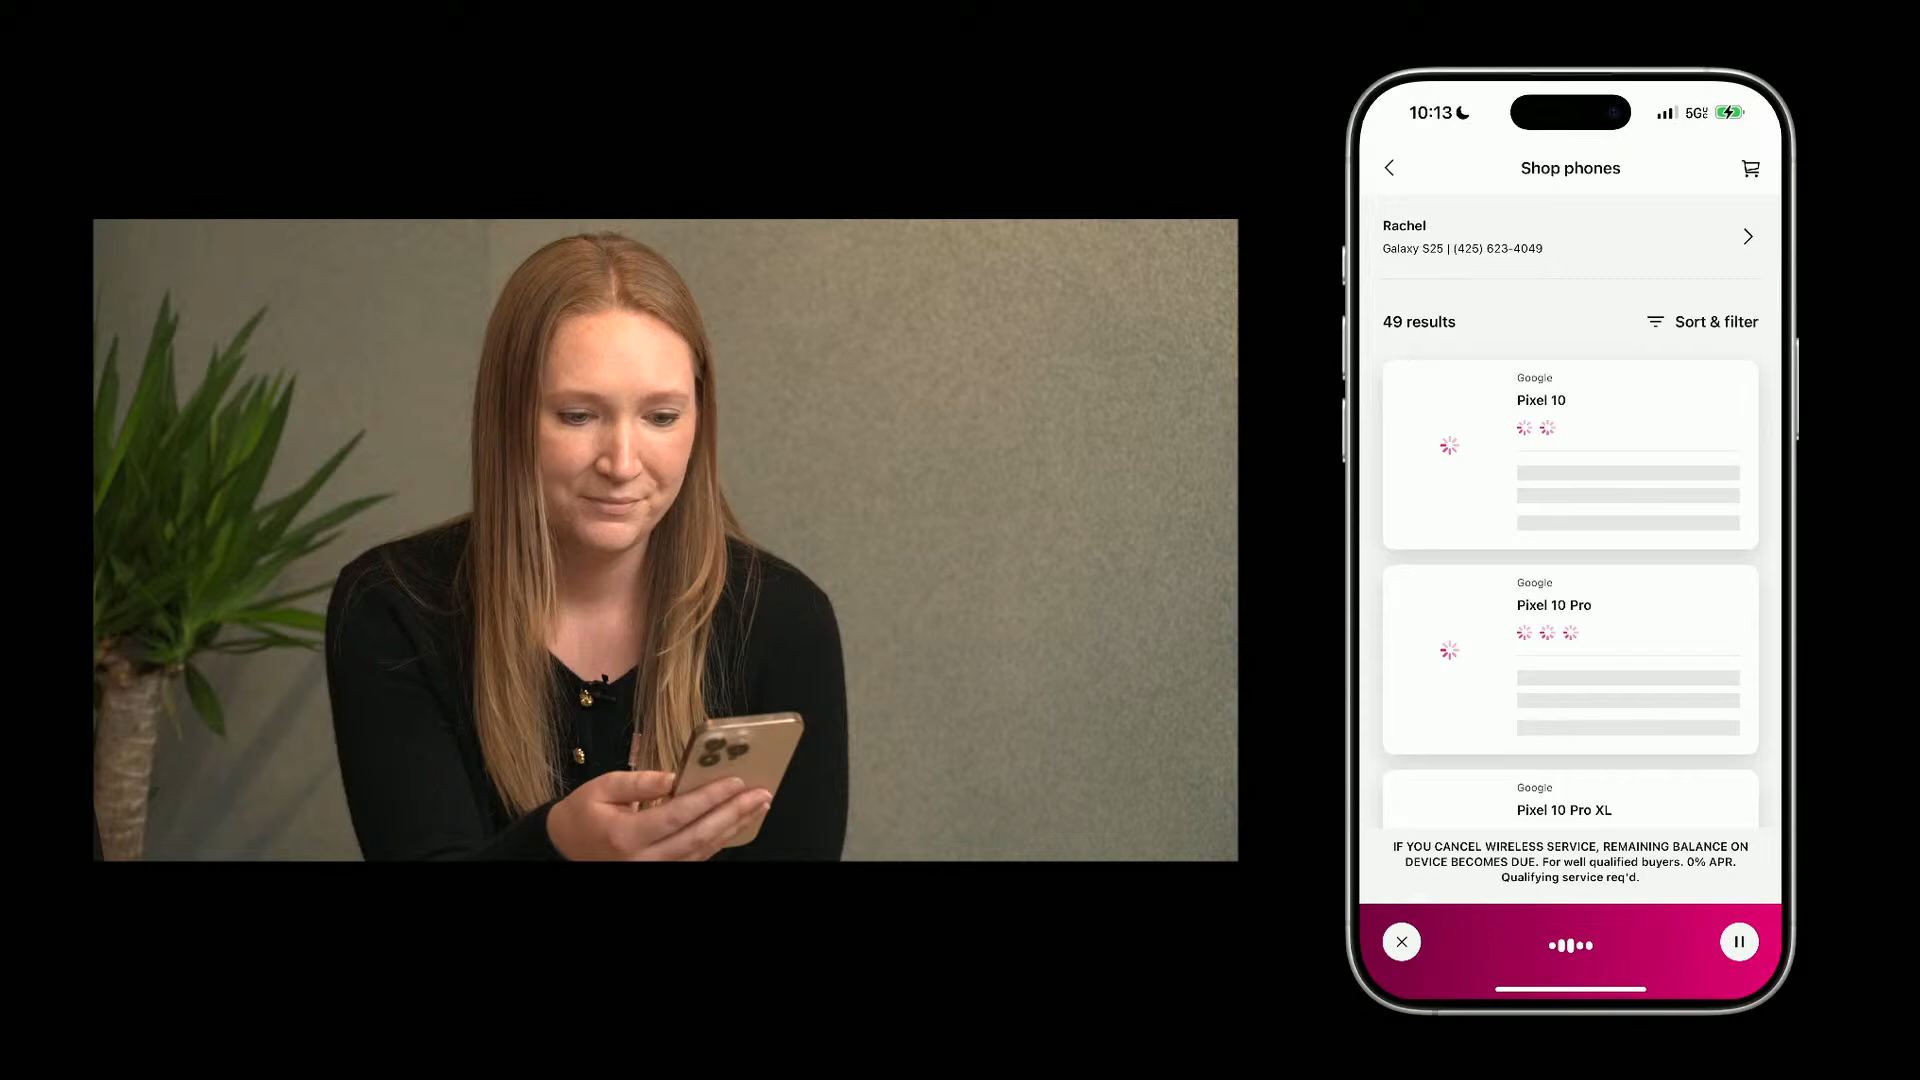 10:13
5G UC
Shop phones
Rachel
Galaxy S25 | (425) 623-4049
49 results
Sort & filter
Google
Pixel 10
Google
Pixel 10 Pro
Google
Pixel 10 Pro XL
IF YOU CANCEL WIRELESS SERVICE, REMAINING BALANCE ON
DEVICE BECOMES DUE. For well qualified buyers. 0% APR.
Qualifying service req'd.